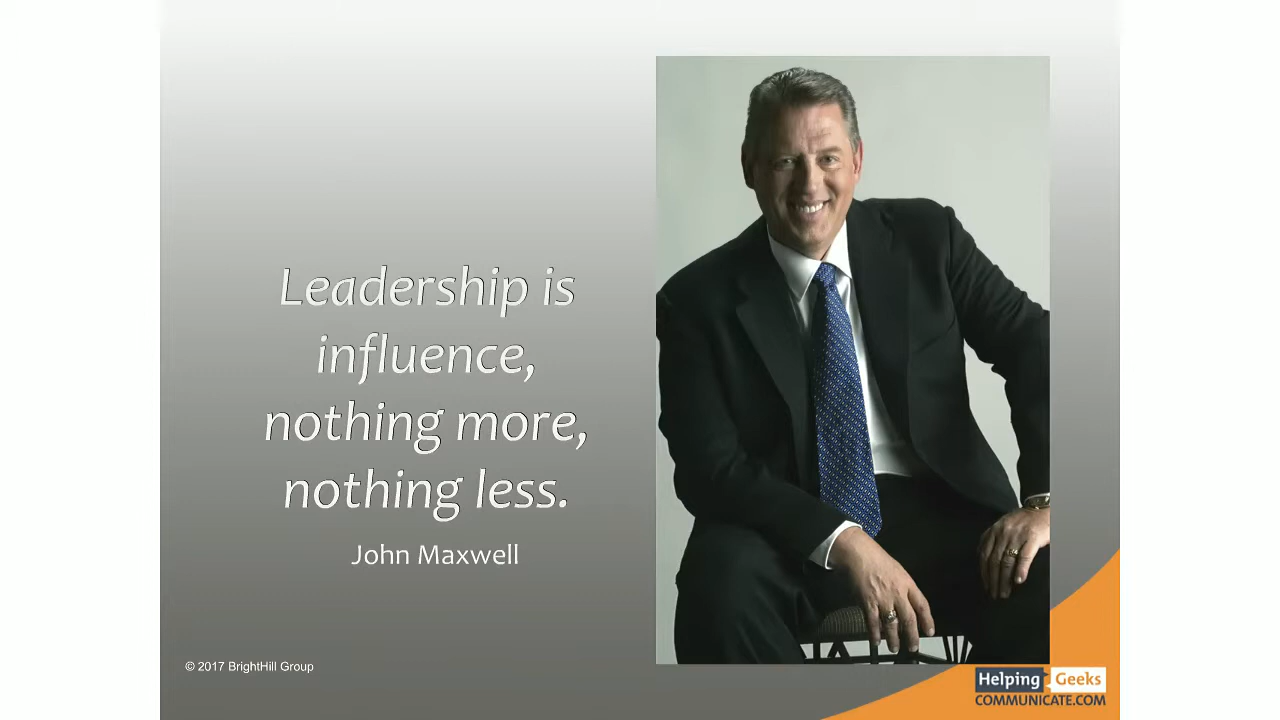 Leadership is
influence,
nothing more,
nothing less.
John Maxwell
© 2017 BrightHill Group
Helping Geeks
COMMUNICATE.COM